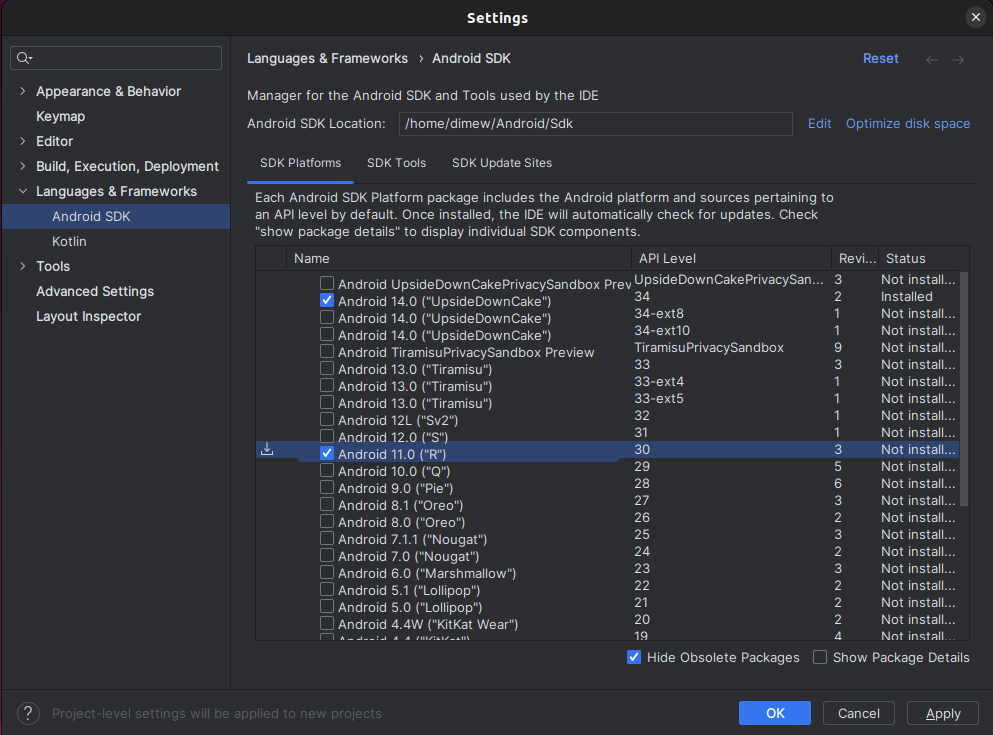 Settings
Languages & Frameworks › Android SDK
Reset
Appearance & Behavior
Keymap
Editor
Build, Execution, Deployment
Languages & Frameworks
Android SDK
Kotlin
Tools
Advanced Settings
Layout Inspector
Manager for the Android SDK and Tools used by the IDE
Android SDK Location: /home/dimew/Android/Sdk Edit Optimize disk space
SDK Platforms SDK Tools SDK Update Sites
Each Android SDK Platform package includes the Android platform and sources pertaining to
an API level by default. Once installed, the IDE will automatically check for updates. Check
"show package details" to display individual SDK components.
Name API Level Revi... Status
Android UpsideDownCakePrivacySandbox Prev UpsideDownCakePrivacySan... 3 Not install...
Android 14.0 ("UpsideDownCake") 34 2 Installed
Android 14.0 ("UpsideDownCake") 34-ext8 1 Not install...
Android 14.0 ("UpsideDownCake") 34-ext10 1 Not install...
Android TiramisuPrivacySandbox Preview TiramisuPrivacySandbox 9 Not install...
Android 13.0 ("Tiramisu") 33 3 Not install...
Android 13.0 ("Tiramisu") 33-ext4 1 Not install...
Android 13.0 ("Tiramisu") 33-ext5 1 Not install...
Android 12L ("Sv2") 32 1 Not install...
Android 12.0 ("S") 31 1 Not install...
Android 11.0 ("R") 30 3 Not install...
Android 10.0 ("Q") 29 5 Not install...
Android 9.0 ("Pie") 28 6 Not install...
Android 8.1 ("Oreo") 27 3 Not install...
Android 8.0 ("Oreo") 26 2 Not install...
Android 7.1.1 ("Nougat") 25 3 Not install...
Android 7.0 ("Nougat") 24 2 Not install...
Android 6.0 ("Marshmallow") 23 3 Not install...
Android 5.1 ("Lollipop") 22 2 Not install...
Android 5.0 ("Lollipop") 21 2 Not install...
Android 4.4W ("KitKat Wear") 20 2 Not install...
Android 4.4 ("KitKat") 19 4 Not install...
Hide Obsolete Packages Show Package Details
? Project-level settings will be applied to new projects
OK Cancel Apply